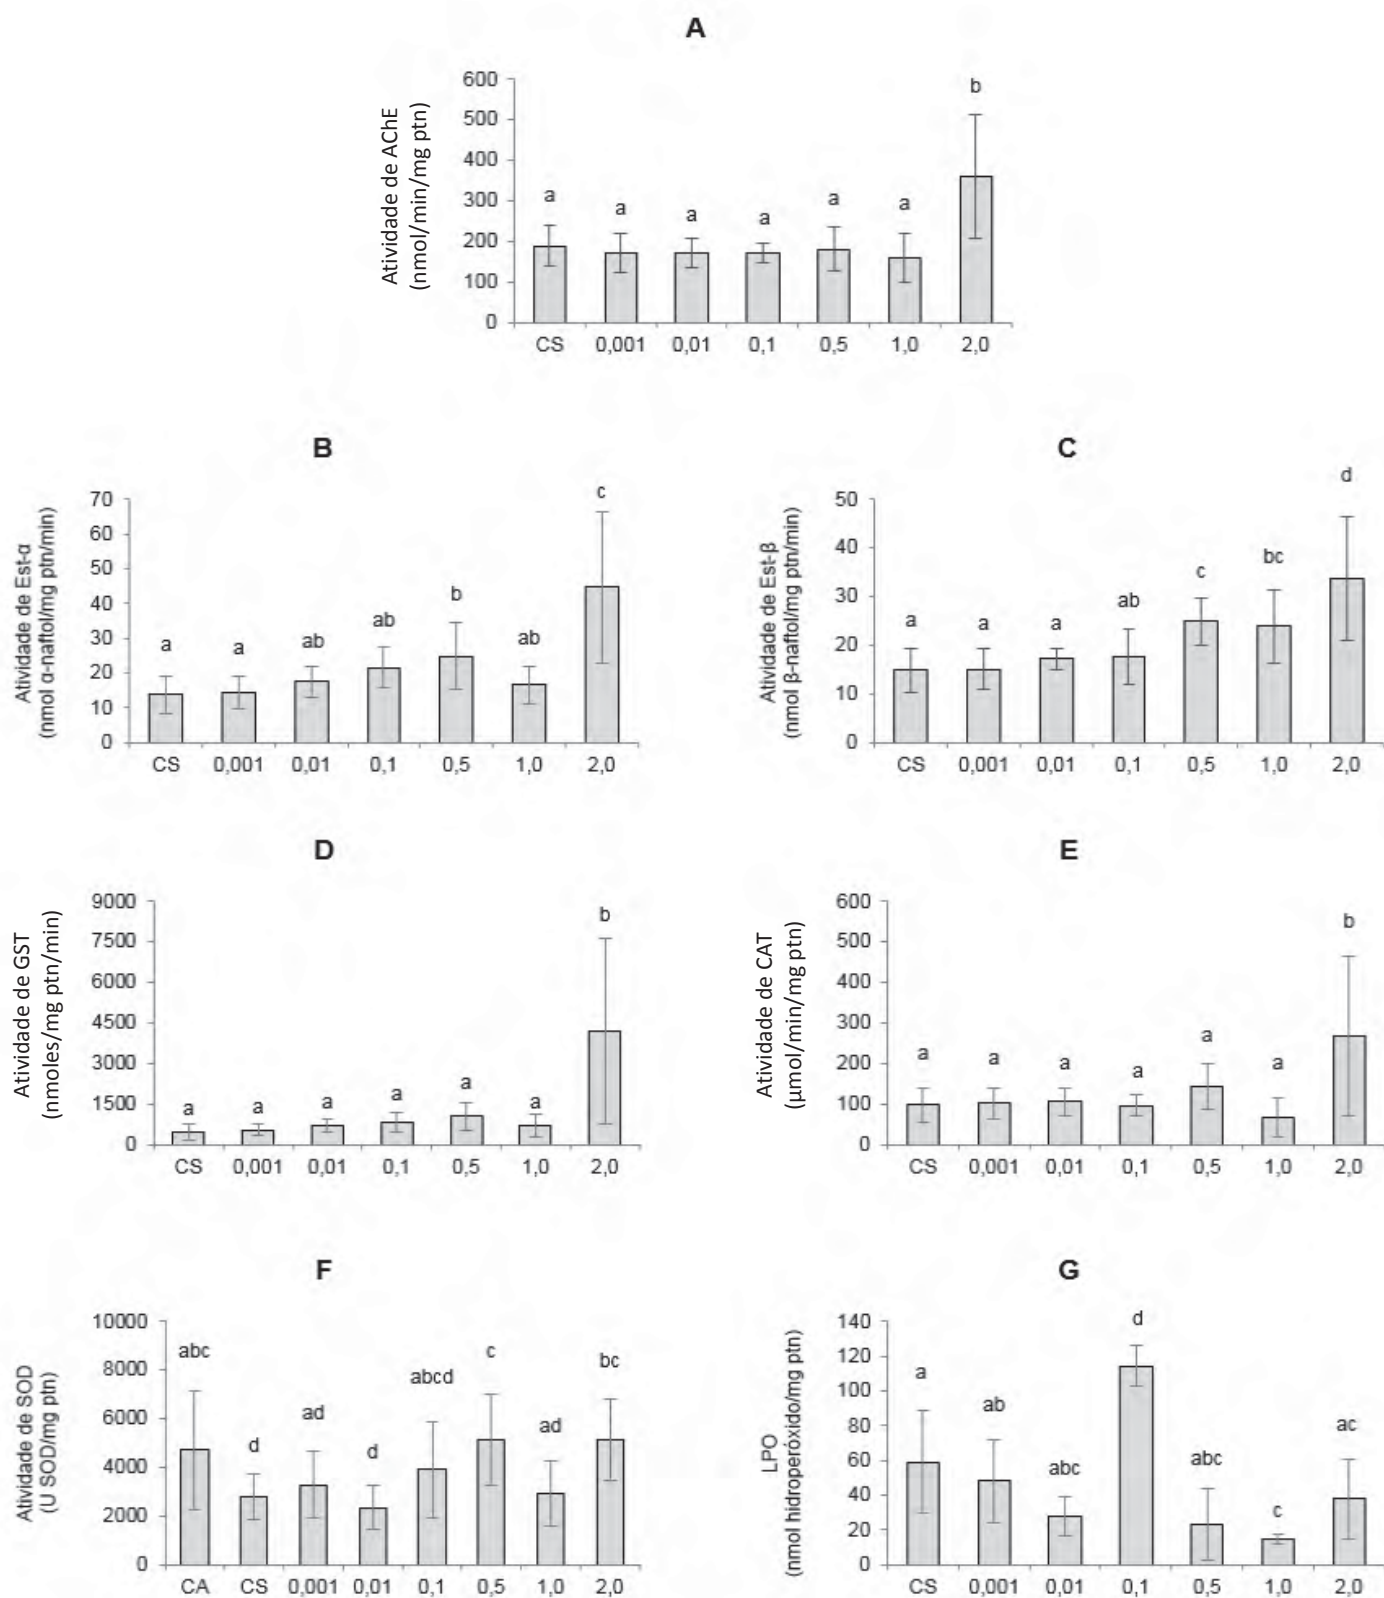 A
Atividade de AChE
(nmol/min/mg ptn)
600
500
400
300
200
100
0
a
a
a
a
a
a
b
CS 0,001 0,01 0,1 0,5 1,0 2,0
B
Atividade de Est-α
(nmol α-naftol/mg ptn/min)
70
60
50
40
30
20
10
0
a
a
ab
ab
b
ab
c
CS 0,001 0,01 0,1 0,5 1,0 2,0
C
Atividade de Est-β
(nmol β-naftol/mg ptn/min)
50
40
30
20
10
0
a
a
a
ab
c
bc
d
CS 0,001 0,01 0,1 0,5 1,0 2,0
D
Atividade de GST
(nmoles/mg ptn/min)
9000
7500
6000
4500
3000
1500
0
a
a
a
a
a
a
b
CS 0,001 0,01 0,1 0,5 1,0 2,0
E
Atividade de CAT
(µmol/min/mg ptn)
600
500
400
300
200
100
0
a
a
a
a
a
a
b
CS 0,001 0,01 0,1 0,5 1,0 2,0
F
Atividade de SOD
(U SOD/mg ptn)
10000
8000
6000
4000
2000
0
abc
d
ad
d
abcd
c
ad
bc
CA CS 0,001 0,01 0,1 0,5 1,0 2,0
G
LPO
(nmol hidroperóxido/mg ptn)
140
120
100
80
60
40
20
0
a
ab
abc
d
abc
c
ac
CS 0,001 0,01 0,1 0,5 1,0 2,0